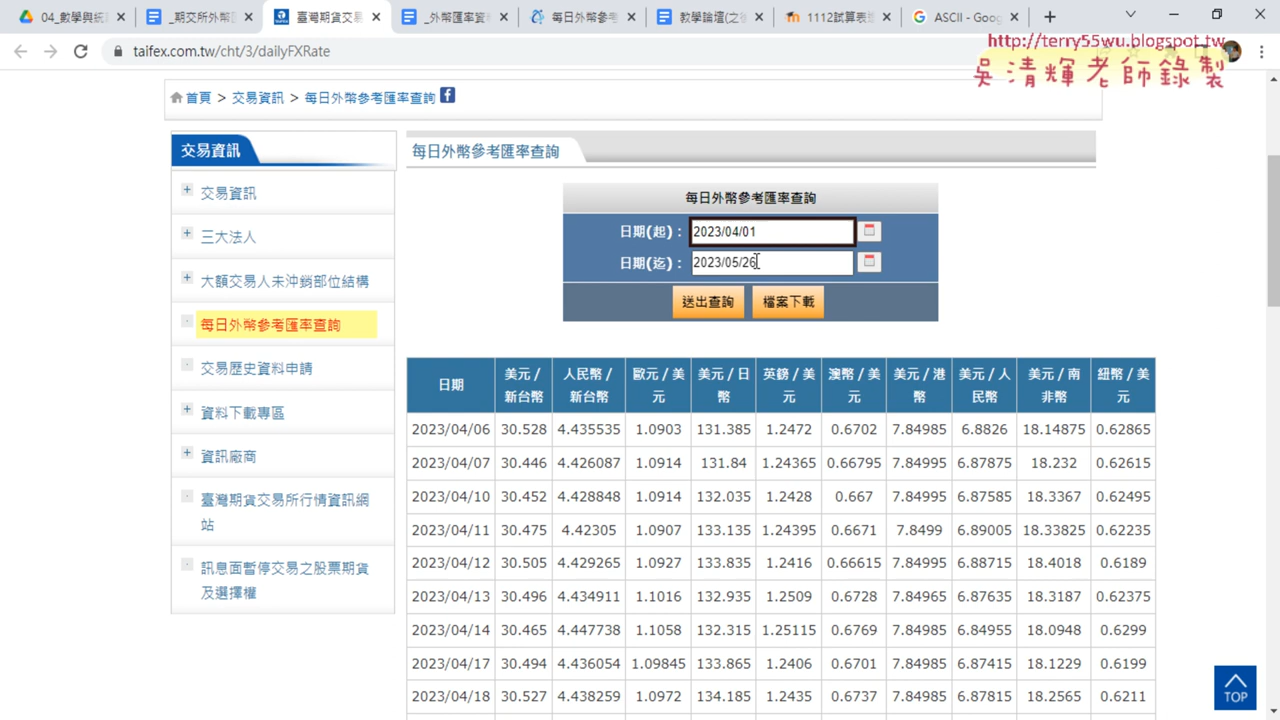 04_教學與統
_期交所外幣
臺灣期貨交易
_外幣匯率資
每日外幣參考
教學論壇(之
1112試算表
ASCII - Goog
taifex.com.tw/cht/3/dailyFXRate
http://terry55wu.blogspot.tw
吳清輝老師錄製
首頁 > 交易資訊 > 每日外幣參考匯率查詢
交易資訊
交易資訊
三大法人
大額交易人未沖銷部位結構
每日外幣參考匯率查詢
交易歷史資料申請
資料下載專區
資訊廠商
臺灣期貨交易所行情資訊網
站
訊息面暫停交易之股票期貨
及選擇權
每日外幣參考匯率查詢
每日外幣參考匯率查詢
日期(起)： 2023/04/01
日期(迄)： 2023/05/26
送出查詢 檔案下載
日期 美元/新台幣 人民幣/新台幣 歐元/美元 美元/日幣 英鎊/美元 澳幣/美元 美元/港幣 美元/人民幣 美元/南非幣 紐幣/美元
2023/04/06 30.528 4.435535 1.0903 131.385 1.2472 0.6702 7.84985 6.8826 18.14875 0.62865
2023/04/07 30.446 4.426087 1.0914 131.84 1.24365 0.66795 7.84995 6.87875 18.232 0.62615
2023/04/10 30.452 4.428848 1.0914 132.035 1.2428 0.667 7.84995 6.87585 18.3367 0.62495
2023/04/11 30.475 4.42305 1.0907 133.135 1.24395 0.6671 7.8499 6.89005 18.33825 0.62235
2023/04/12 30.505 4.429265 1.0927 133.835 1.2416 0.66615 7.84985 6.88715 18.4018 0.6189
2023/04/13 30.496 4.434911 1.1016 132.935 1.2509 0.6728 7.84965 6.87635 18.3187 0.62375
2023/04/14 30.465 4.447738 1.1058 132.315 1.25115 0.6769 7.84985 6.84955 18.0948 0.6299
2023/04/17 30.494 4.436054 1.09845 133.865 1.2406 0.6701 7.84985 6.87415 18.1229 0.6199
2023/04/18 30.527 4.438259 1.0972 134.185 1.2435 0.6737 7.84985 6.87815 18.2565 0.6211
TOP